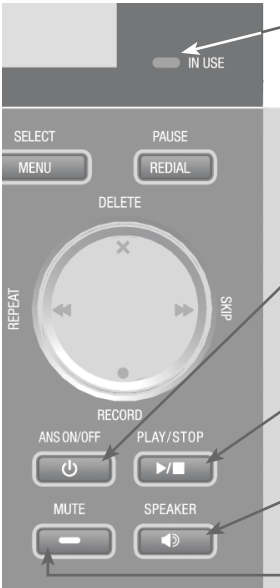 IN USE
SELECT PAUSE
MENU REDIAL
DELETE
REPEAT
SKIP
RECORD
ANS ON/OFF PLAY/STOP
MUTE SPEAKER